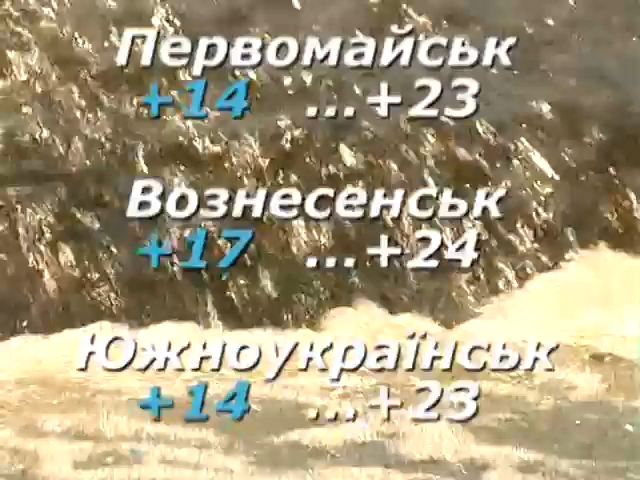 Первомайськ
+14 ...+23
Вознесенськ
+17 ...+24
Южноукраїнськ
+14 ...+23